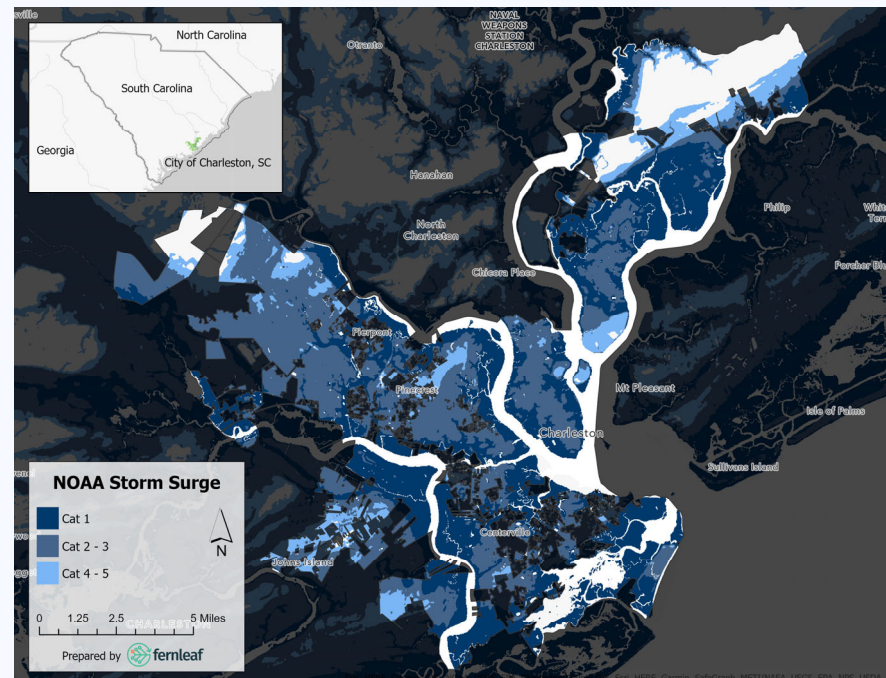 NAVAL
WEAPONS
STATION
CHARLESTON
Otranto
North Carolina
South Carolina
Georgia
City of Charleston, SC
Hanahan
North
Charleston
Philip
Chicora Place
Pierpont
Pinecrest
Mt Pleasant
Isle of Palms
Charleston
Sullivans Island
Centerville
Johns Island
NOAA Storm Surge
Cat 1
Cat 2 - 3
Cat 4 - 5
N
0 1.25 2.5 5 Miles
CHARLESTON
Prepared by fernleaf